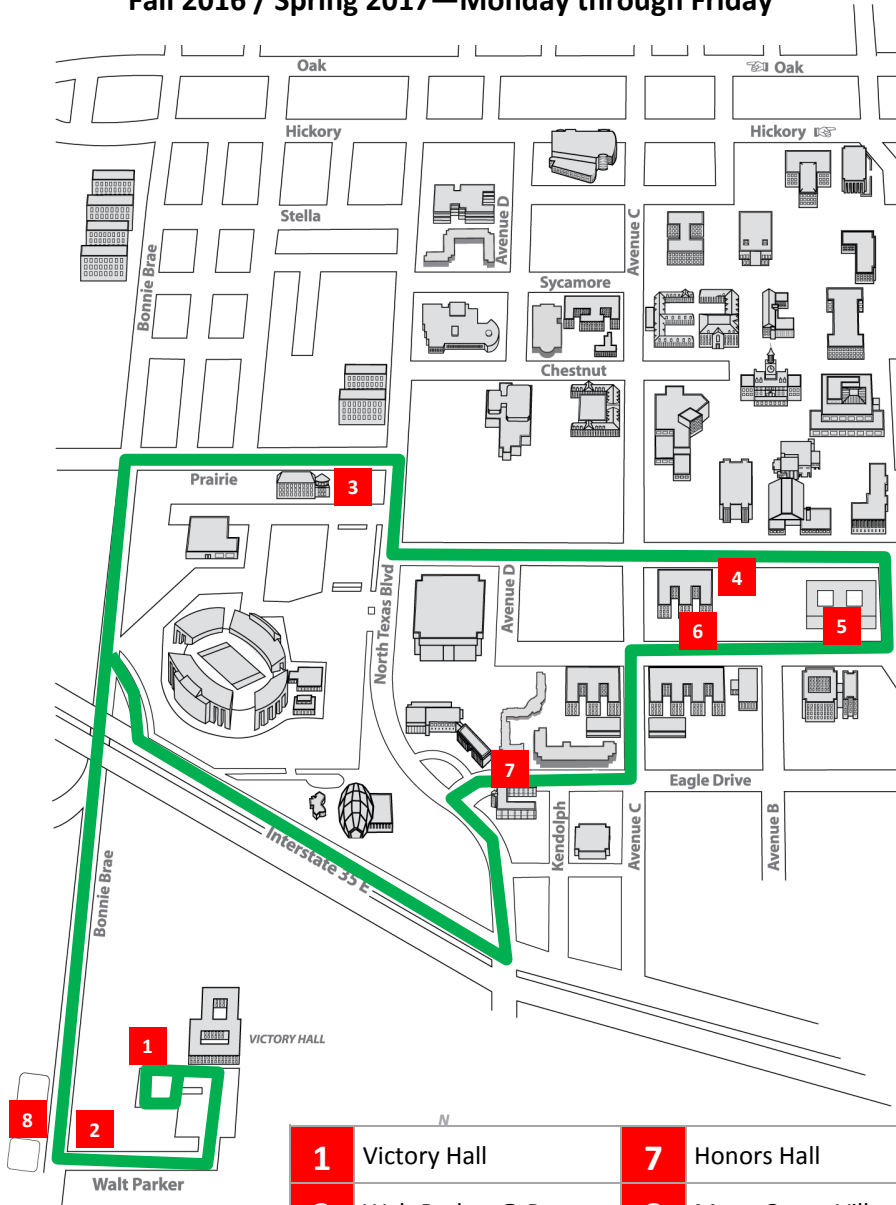 Fall 2016 / Spring 2017—Monday through Friday
Oak
Oak
Hickory
Hickory
Stella
Avenue D
Avenue C
Bonnie Brae
Sycamore
Chestnut
Prairie
3
4
North Texas Blvd
Avenue D
5
6
7
Eagle Drive
Kendolph
Avenue C
Avenue B
Interstate 35 E
Bonnie Brae
VICTORY HALL
1
8
2
N
Walt Parker
1 Victory Hall 7 Honors Hall